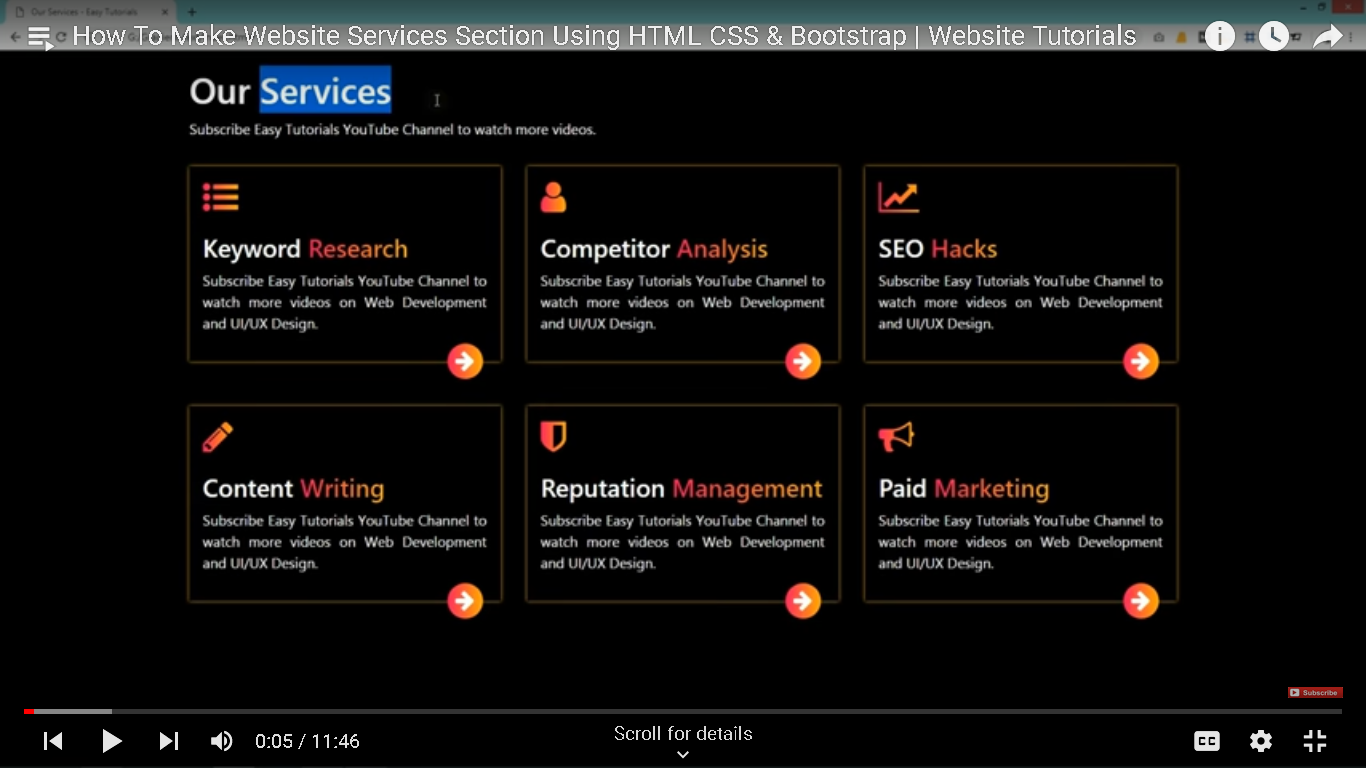 Our Services - Easy Tutorials
How To Make Website Services Section Using HTML CSS & Bootstrap | Website Tutorials
Our Services
Subscribe Easy Tutorials YouTube Channel to watch more videos.
Keyword Research
Subscribe Easy Tutorials YouTube Channel to
watch more videos on Web Development
and UI/UX Design.
Competitor Analysis
Subscribe Easy Tutorials YouTube Channel to
watch more videos on Web Development
and UI/UX Design.
SEO Hacks
Subscribe Easy Tutorials YouTube Channel to
watch more videos on Web Development
and UI/UX Design.
Content Writing
Subscribe Easy Tutorials YouTube Channel to
watch more videos on Web Development
and UI/UX Design.
Reputation Management
Subscribe Easy Tutorials YouTube Channel to
watch more videos on Web Development
and UI/UX Design.
Paid Marketing
Subscribe Easy Tutorials YouTube Channel to
watch more videos on Web Development
and UI/UX Design.
Subscribe
0:05 / 11:46
Scroll for details
CC